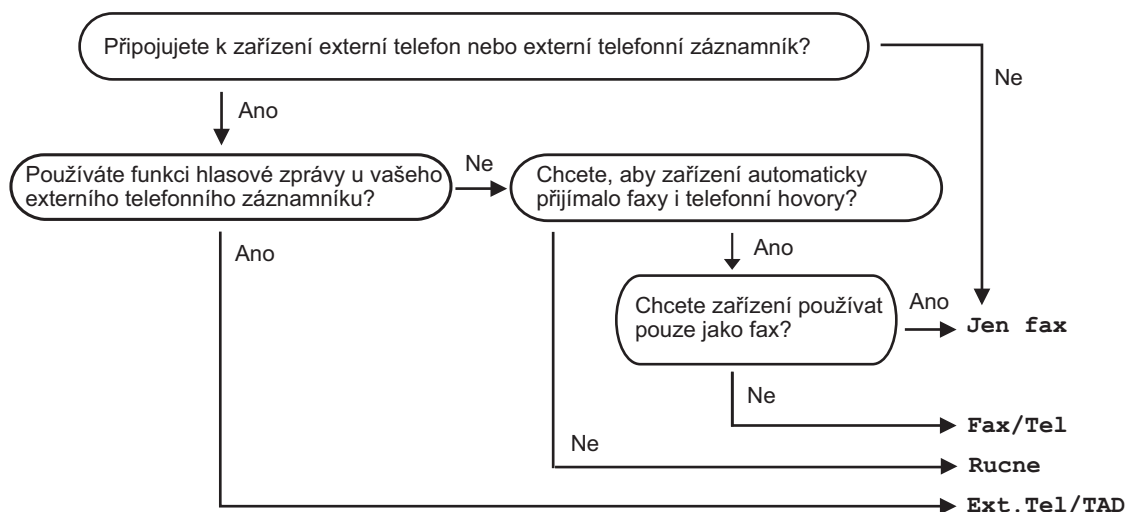 Připojujete k zařízení externí telefon nebo externí telefonní záznamník?
Ne
Ano
Používáte funkci hlasové zprávy u vašeho
externího telefonního záznamníku?
Ne
Chcete, aby zařízení automaticky
přijímalo faxy i telefonní hovory?
Ano
Ano
Chcete zařízení používat
pouze jako fax?
Ano
Jen fax
Ne
Fax/Tel
Ne
Rucne
Ext.Tel/TAD